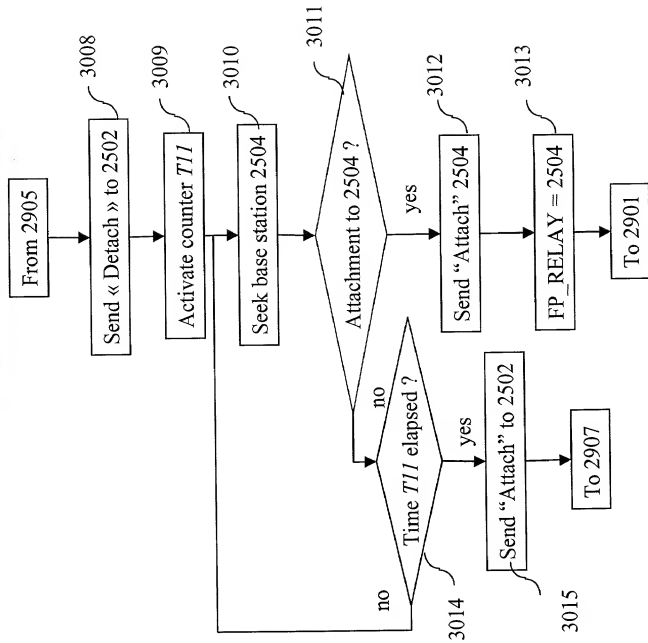 From 2905
Send « Detach » to 2502
3008
Activate counter T11
3009
Seek base station 2504
3010
Attachment to 2504 ?
3011
no
yes
Send “Attach” 2504
3012
FP_RELAY = 2504
3013
To 2901
Time T11 elapsed ?
3014
no
yes
Send “Attach” to 2502
3015
To 2907